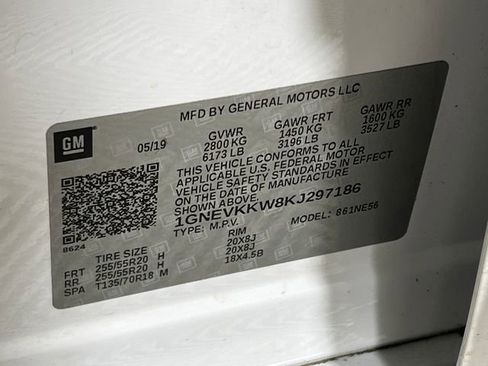 MFD BY GENERAL MOTORS LLC
GM
05/19 GVWR GAWR FRT GAWR RR
2800 KG 1450 KG 1600 KG
6173 LB 3196 LB 3527 LB
THIS VEHICLE CONFORMS TO ALL
APPLICABLE U.S. FEDERAL MOTOR
VEHICLE SAFETY STANDARDS IN EFFECT
ON THE DATE OF MANUFACTURE
SHOWN ABOVE.
1GNEVKKW8KJ297186
8624 TYPE: M.P.V. MODEL: 861NE56
TIRE SIZE RIM
FRT 255/55R20 H 20X8J
RR 255/55R20 H 20X8J
SPA T135/70R18 M 18X4.5B